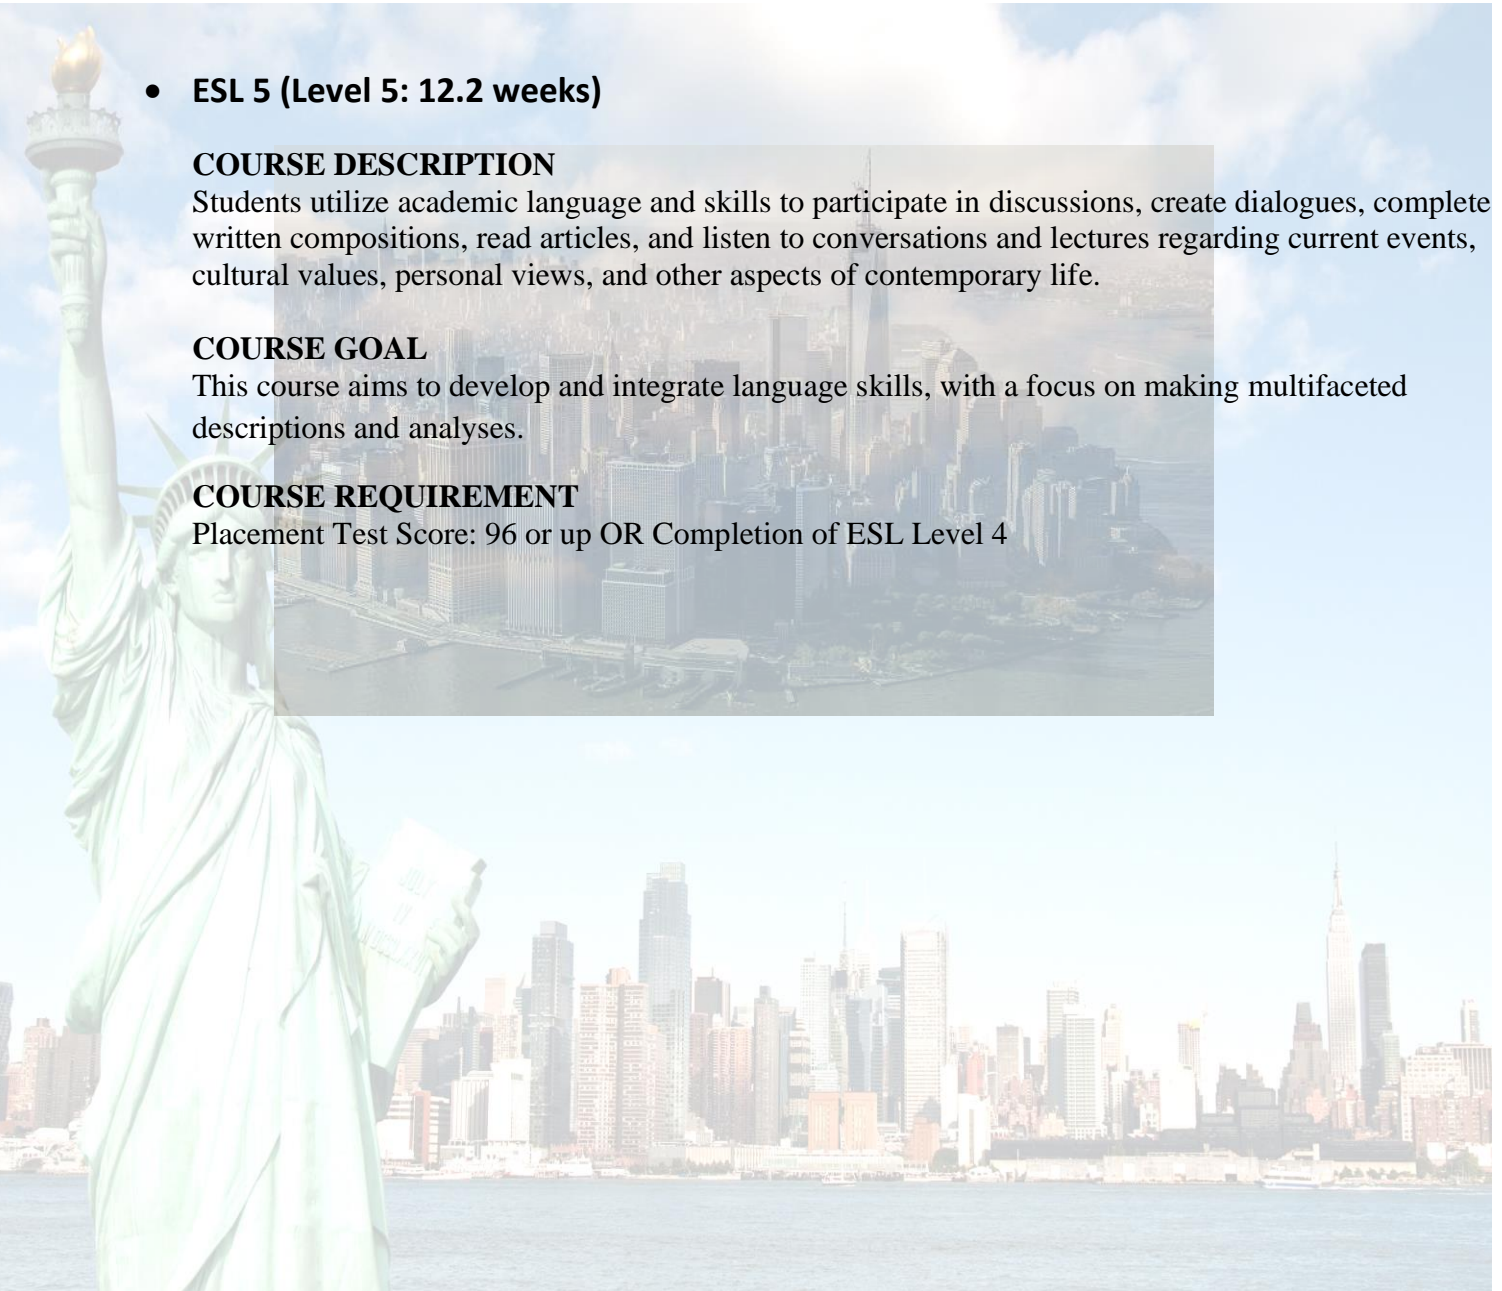 • ESL 5 (Level 5: 12.2 weeks)
COURSE DESCRIPTION
Students utilize academic language and skills to participate in discussions, create dialogues, complete
written compositions, read articles, and listen to conversations and lectures regarding current events,
cultural values, personal views, and other aspects of contemporary life.
COURSE GOAL
This course aims to develop and integrate language skills, with a focus on making multifaceted
descriptions and analyses.
COURSE REQUIREMENT
Placement Test Score: 96 or up OR Completion of ESL Level 4
JULY
IV